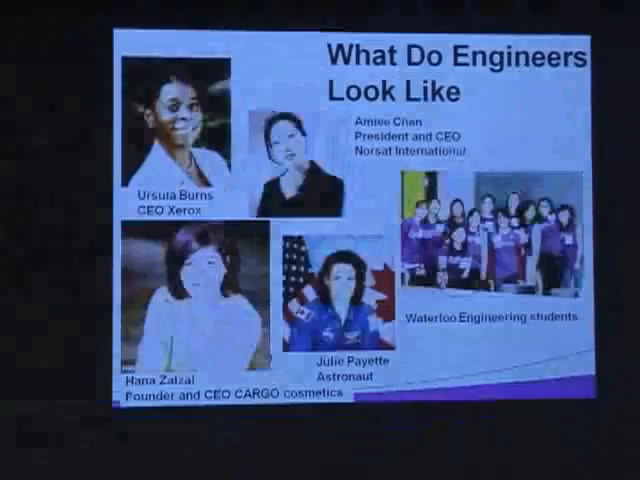 What Do Engineers
Look Like
Amiee Chan
President and CEO
Norsat International
Ursula Burns
CEO Xerox
Waterloo Engineering students
Julie Payette
Astronaut
Hana Zalzal
Founder and CEO CARGO cosmetics